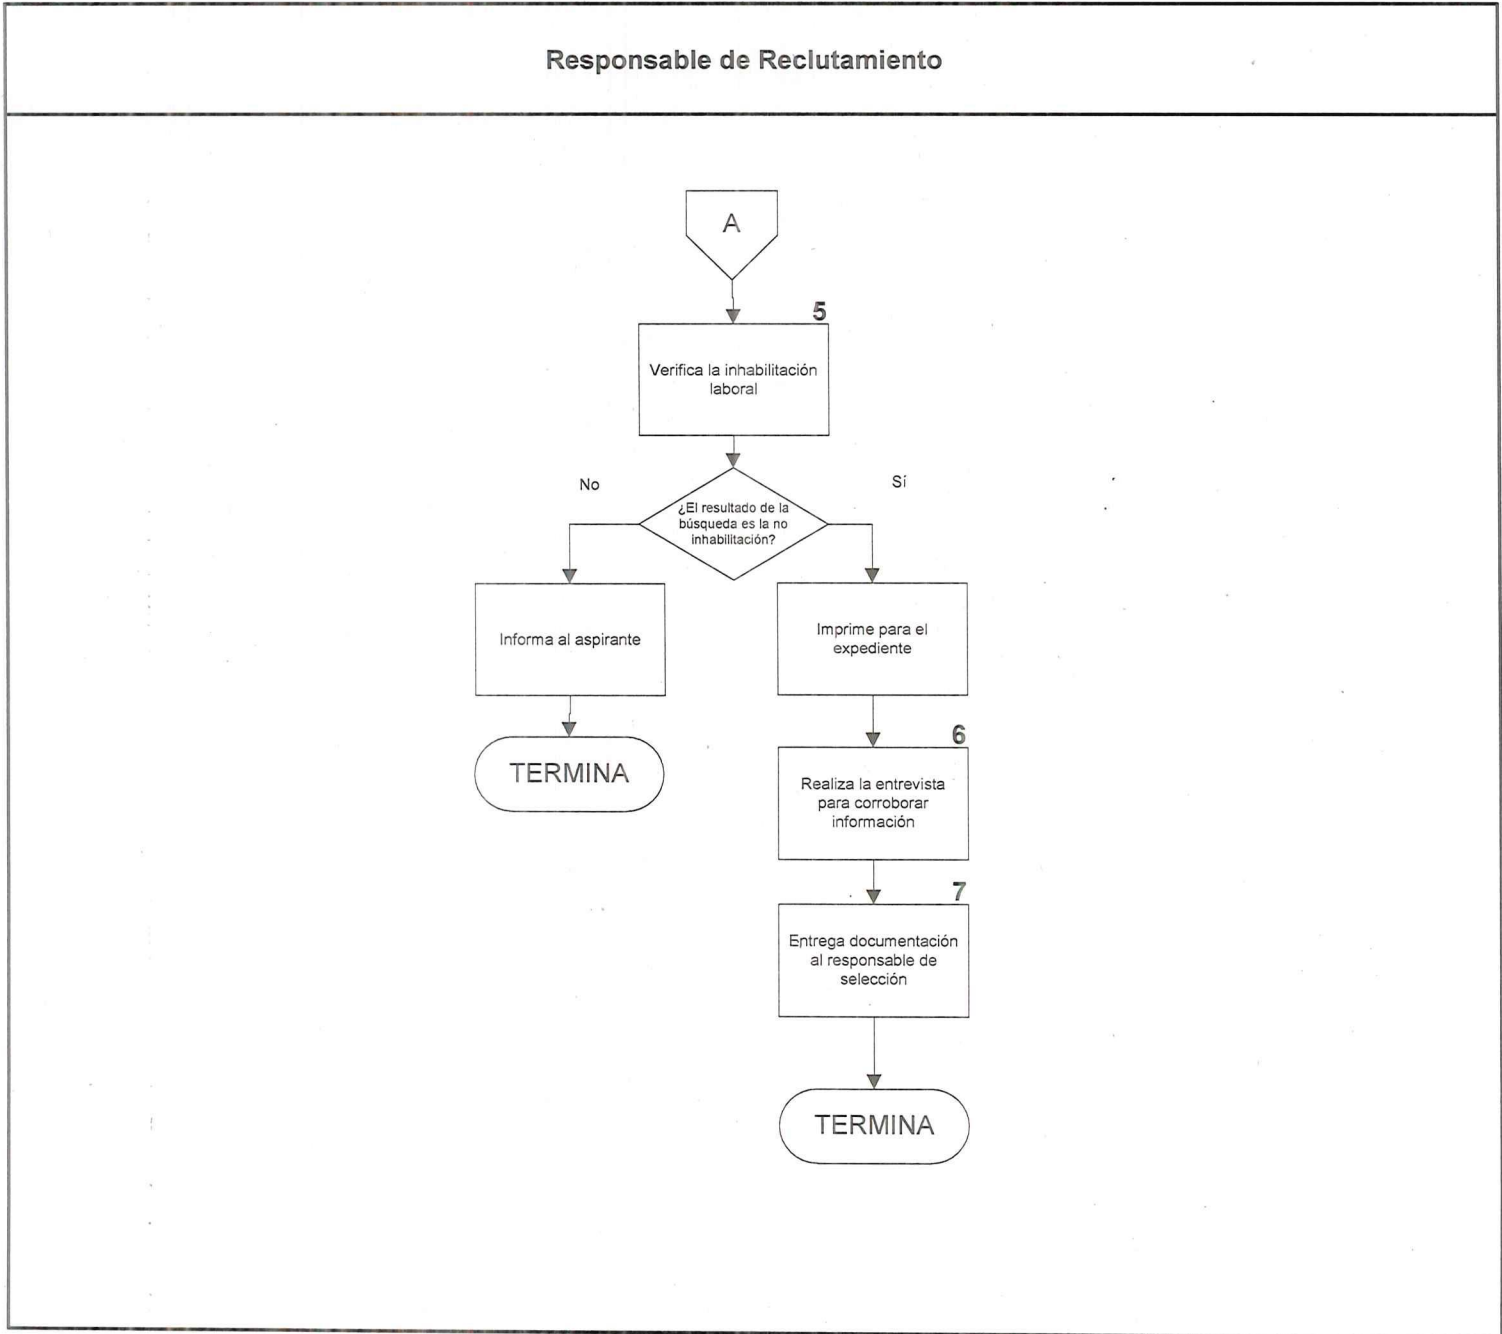 Responsable de Reclutamiento
A
5
Verifica la inhabilitación
laboral
No
Sí
¿El resultado de la
búsqueda es la no
inhabilitación?
Informa al aspirante
Imprime para el
expediente
TERMINA
6
Realiza la entrevista
para corroborar
información
7
Entrega documentación
al responsable de
selección
TERMINA